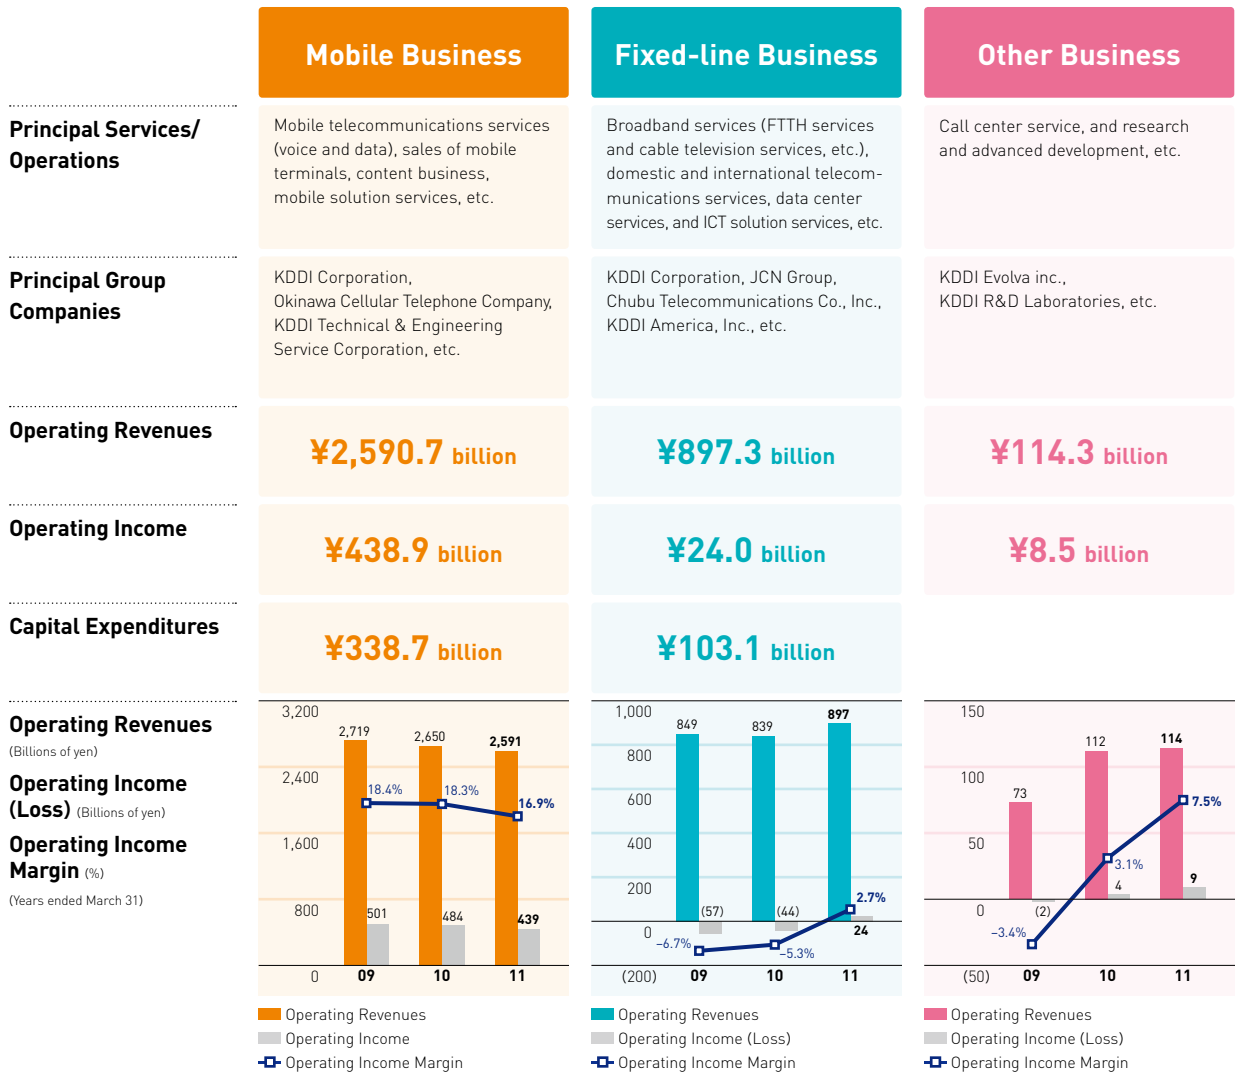 Mobile Business
Fixed-line Business
Other Business
Principal Services/
Operations
Mobile telecommunications services
(voice and data), sales of mobile
terminals, content business,
mobile solution services, etc.
Broadband services (FTTH services
and cable television services, etc.),
domestic and international telecom-
munications services, data center
services, and ICT solution services, etc.
Call center service, and research
and advanced development, etc.
Principal Group
Companies
KDDI Corporation,
Okinawa Cellular Telephone Company,
KDDI Technical & Engineering
Service Corporation, etc.
KDDI Corporation, JCN Group,
Chubu Telecommunications Co., Inc.,
KDDI America, Inc., etc.
KDDI Evolva inc.,
KDDI R&D Laboratories, etc.
Operating Revenues
¥2,590.7 billion
¥897.3 billion
¥114.3 billion
Operating Income
¥438.9 billion
¥24.0 billion
¥8.5 billion
Capital Expenditures
¥338.7 billion
¥103.1 billion
Operating Revenues
(Billions of yen)
Operating Income
(Loss) (Billions of yen)
Operating Income
Margin (%)
(Years ended March 31)
3,200
2,400
1,600
800
0
2,719
2,650
2,591
18.4%
18.3%
16.9%
501
484
439
09
10
11
Operating Revenues
Operating Income
Operating Income Margin
1,000
800
600
400
200
0
(200)
849
839
897
(57)
(44)
24
–6.7%
–5.3%
2.7%
09
10
11
Operating Revenues
Operating Income (Loss)
Operating Income Margin
150
100
50
0
(50)
73
112
114
(2)
4
9
–3.4%
3.1%
7.5%
09
10
11
Operating Revenues
Operating Income (Loss)
Operating Income Margin